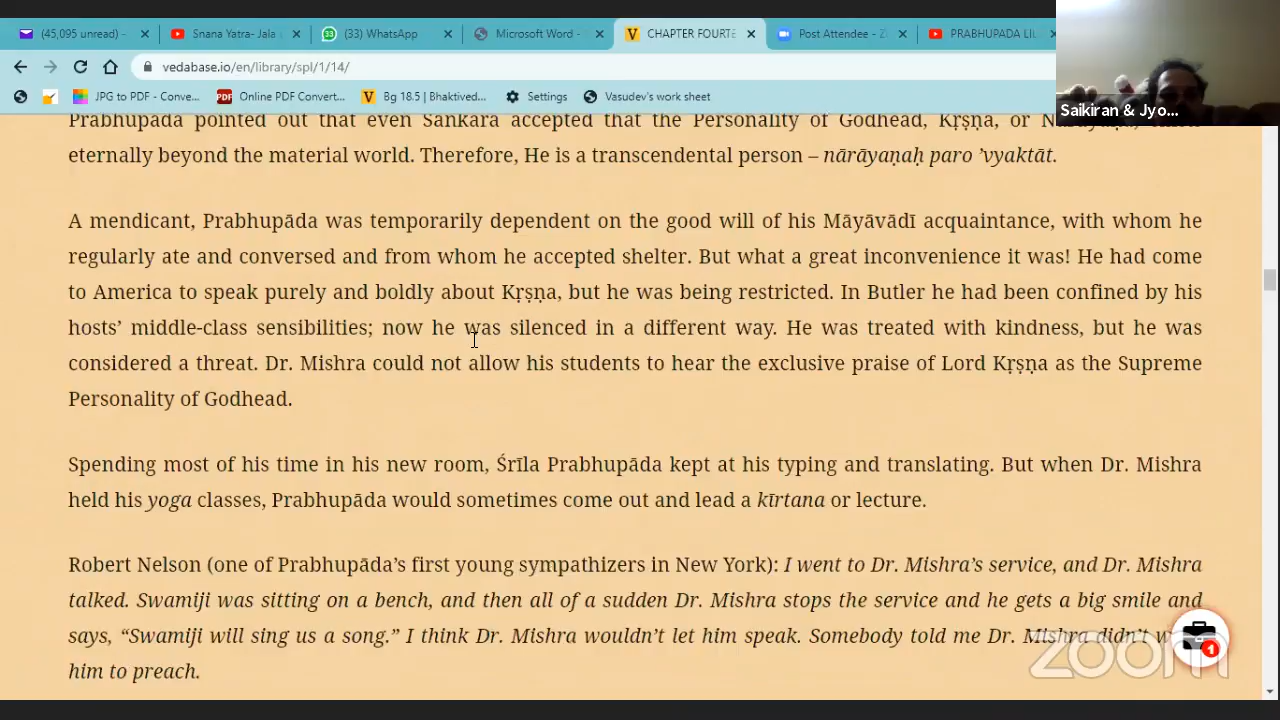 (45,095 unread) -
Snana Yatra- Jala
(33) WhatsApp
Microsoft Word -
CHAPTER FOURTE
Post Attendee - Z
PRABHUPADA LIL
vedabase.io/en/library/spl/1/14/
JPG to PDF - Conve...
Online PDF Convert...
Bg 18.5 | Bhaktived...
Settings
Vasudev's work sheet
Saikiran & Jyo...
Prabhupāda pointed out that even Śaṅkara accepted that the Personality of Godhead, Kṛṣṇa, or
eternally beyond the material world. Therefore, He is a transcendental person – nārāyaṇaḥ paro 'vyaktāt.
A mendicant, Prabhupāda was temporarily dependent on the good will of his Māyāvādī acquaintance, with whom he
regularly ate and conversed and from whom he accepted shelter. But what a great inconvenience it was! He had come
to America to speak purely and boldly about Kṛṣṇa, but he was being restricted. In Butler he had been confined by his
hosts' middle-class sensibilities; now he was silenced in a different way. He was treated with kindness, but he was
considered a threat. Dr. Mishra could not allow his students to hear the exclusive praise of Lord Kṛṣṇa as the Supreme
Personality of Godhead.
Spending most of his time in his new room, Śrīla Prabhupāda kept at his typing and translating. But when Dr. Mishra
held his yoga classes, Prabhupāda would sometimes come out and lead a kīrtana or lecture.
Robert Nelson (one of Prabhupāda's first young sympathizers in New York): I went to Dr. Mishra's service, and Dr. Mishra
talked. Swamiji was sitting on a bench, and then all of a sudden Dr. Mishra stops the service and he gets a big smile and
says, "Swamiji will sing us a song." I think Dr. Mishra wouldn't let him speak. Somebody told me Dr. Mishra didn't
him to preach.
1
zoom